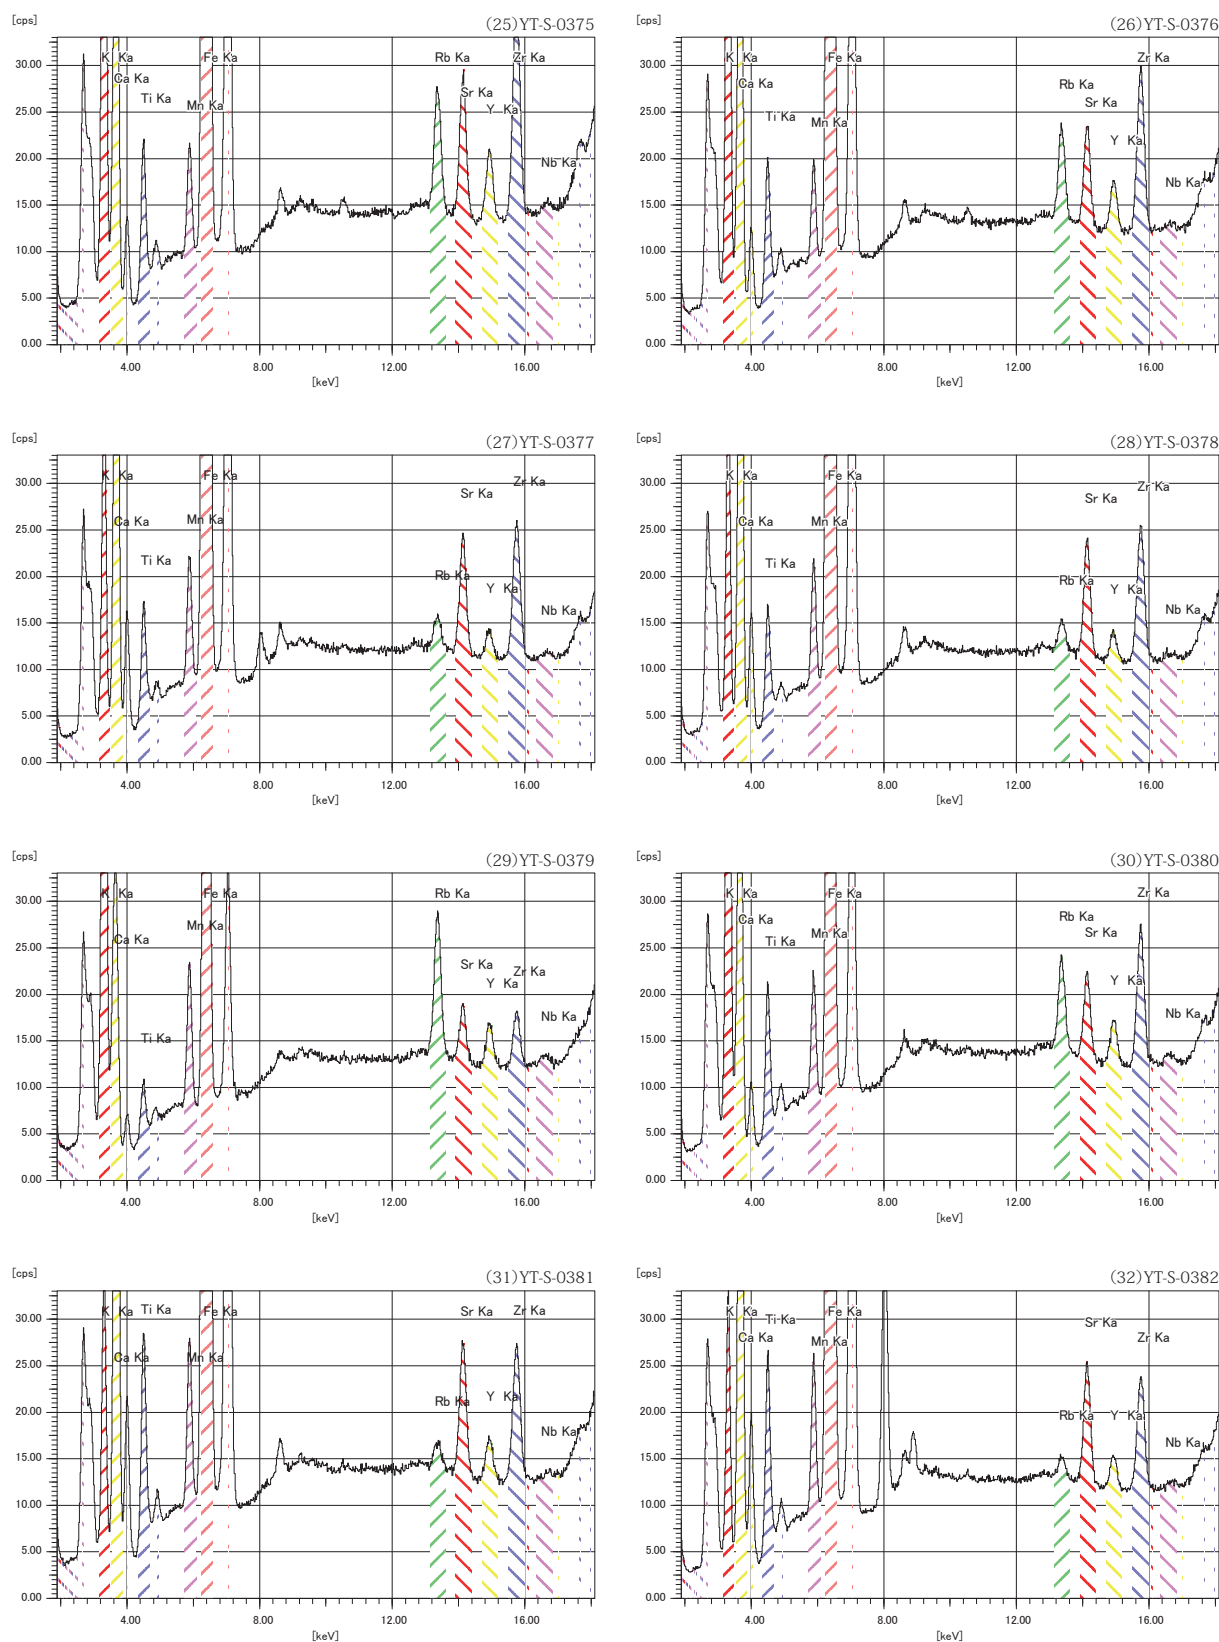 [cps] (25)YT-S-0375
K Ka Fe Ka Rb Ka Zr Ka
Ca Ka
Sr Ka
Ti Ka
Mn Ka Y Ka
Nb Ka
30.00
25.00
20.00
15.00
10.00
5.00
0.00
4.00 8.00 12.00 16.00
[keV]
[cps] (26)YT-S-0376
K Ka Fe Ka Zr Ka
Ca Ka Rb Ka
Sr Ka
Ti Ka
Mn Ka
Y Ka
Nb Ka
30.00
25.00
20.00
15.00
10.00
5.00
0.00
4.00 8.00 12.00 16.00
[keV]
[cps] (27)YT-S-0377
K Ka Fe Ka Zr Ka
Sr Ka
Ca Ka Mn Ka
Ti Ka
Rb Ka
Y Ka
Nb Ka
30.00
25.00
20.00
15.00
10.00
5.00
0.00
4.00 8.00 12.00 16.00
[keV]
[cps] (28)YT-S-0378
K Ka Fe Ka Zr Ka
Sr Ka
Ca Ka Mn Ka
Ti Ka
Rb Ka
Y Ka
Nb Ka
30.00
25.00
20.00
15.00
10.00
5.00
0.00
4.00 8.00 12.00 16.00
[keV]
[cps] (29)YT-S-0379
K Ka Fe Ka Rb Ka
Mn Ka
Ca Ka
Sr Ka
Zr Ka
Y Ka
Nb Ka
Ti Ka
30.00
25.00
20.00
15.00
10.00
5.00
0.00
4.00 8.00 12.00 16.00
[keV]
[cps] (30)YT-S-0380
K Ka Fe Ka Zr Ka
Ca Ka Rb Ka
Mn Ka Sr Ka
Ti Ka
Y Ka
Nb Ka
30.00
25.00
20.00
15.00
10.00
5.00
0.00
4.00 8.00 12.00 16.00
[keV]
[cps] (31)YT-S-0381
K Ka Ti Ka Fe Ka Sr Ka Zr Ka
Ca Ka Mn Ka
Y Ka
Rb Ka
Nb Ka
30.00
25.00
20.00
15.00
10.00
5.00
0.00
4.00 8.00 12.00 16.00
[keV]
[cps] (32)YT-S-0382
K Ka Fe Ka
Ti Ka Sr Ka
Ca Ka Mn Ka Zr Ka
Rb Ka Y Ka
Nb Ka
30.00
25.00
20.00
15.00
10.00
5.00
0.00
4.00 8.00 12.00 16.00
[keV]